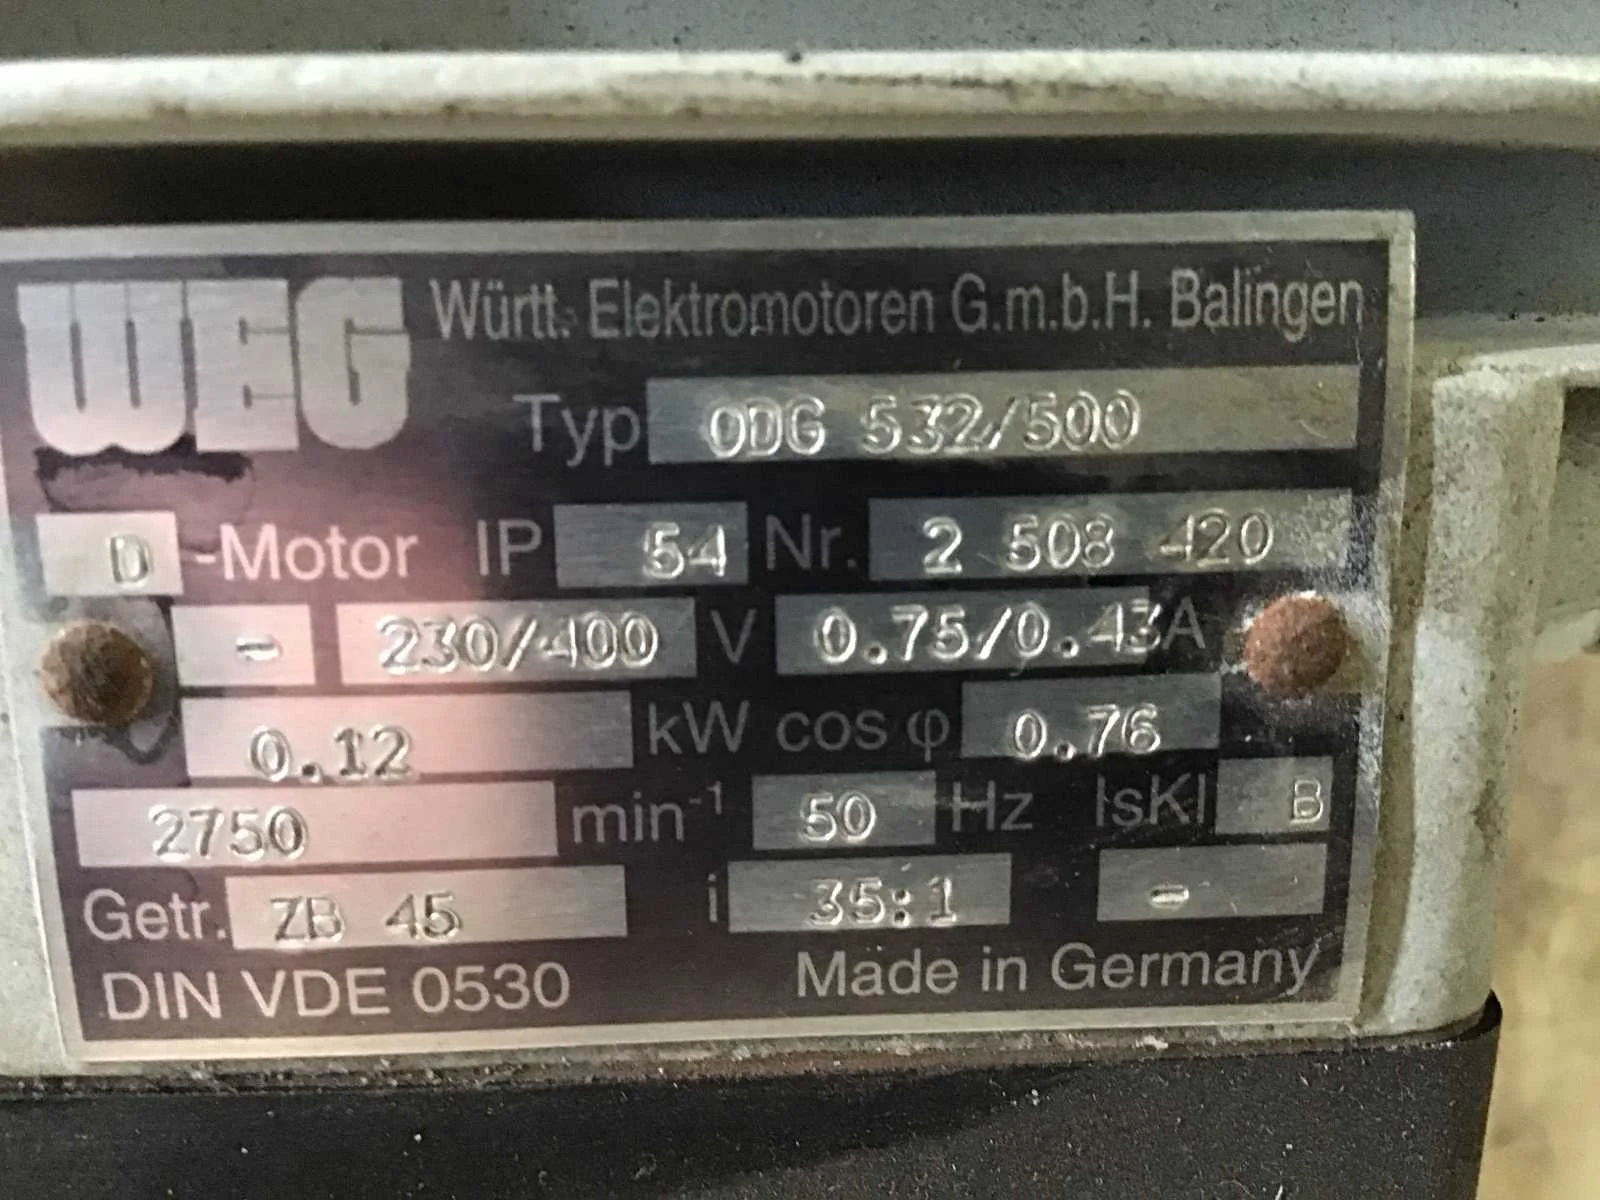 WEG Württ. Elektromotoren G.m.b.H. Balingen
Typ ODG 532/500
D -Motor IP 54 Nr. 2 508 420
- 230/400 V 0.75/0.43 A
0.12 kW cos φ 0.76
2750 min⁻¹ 50 Hz IsKl B
Getr. ZB 45 i 35:1 -
DIN VDE 0530 Made in Germany